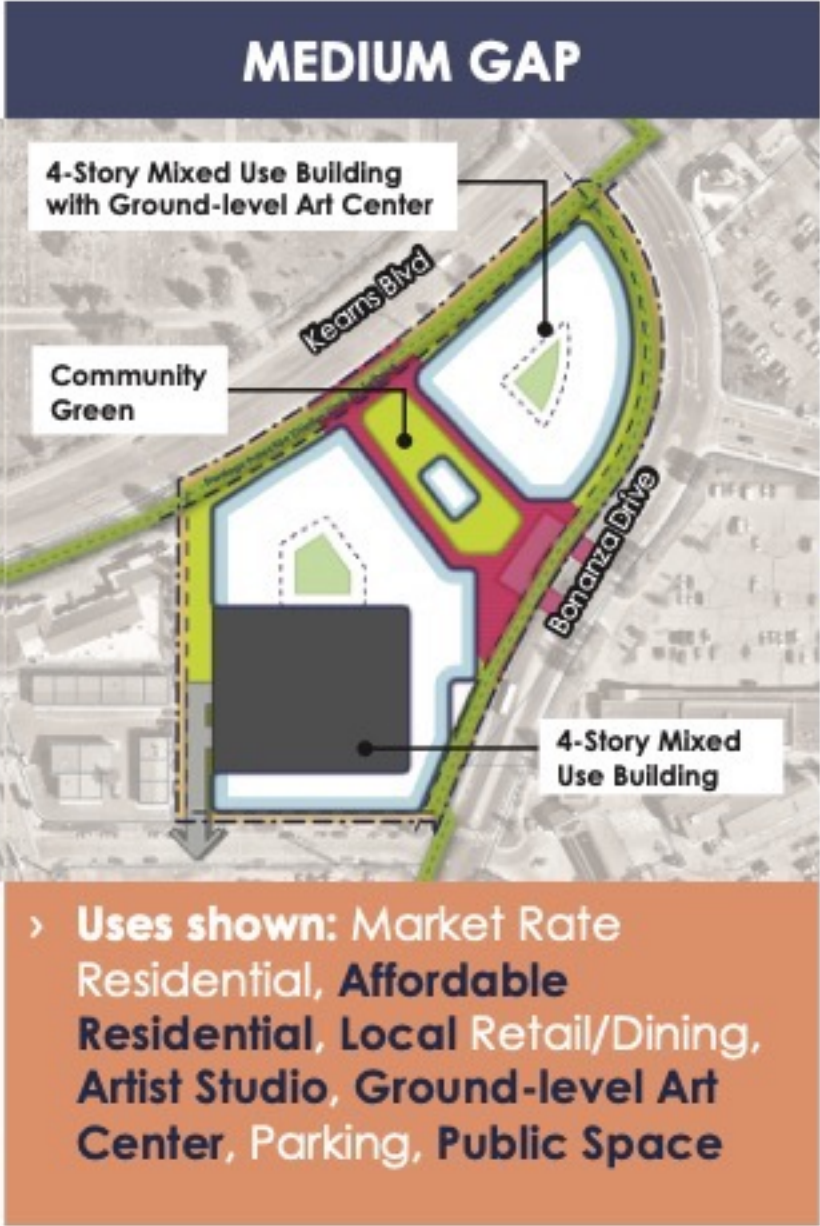 MEDIUM GAP
4-Story Mixed Use Building
with Ground-level Art Center
Kearns Blvd
Community
Green
Bonanza Drive
4-Story Mixed
Use Building
› Uses shown: Market Rate
Residential, Affordable
Residential, Local Retail/Dining,
Artist Studio, Ground-level Art
Center, Parking, Public Space